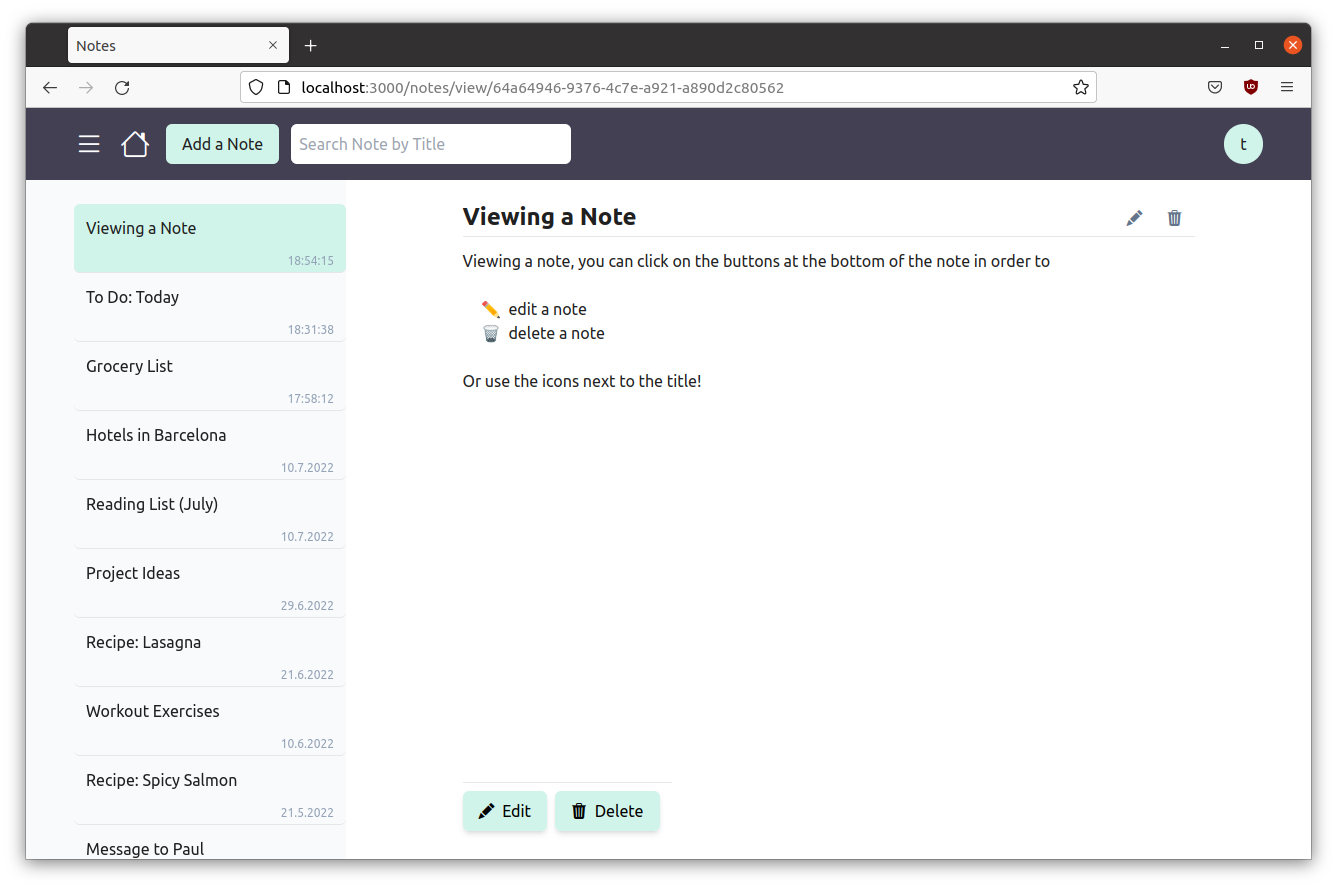 Notes
localhost:3000/notes/view/64a64946-9376-4c7e-a921-a890d2c80562
Add a Note
Search Note by Title
t
Viewing a Note
18:54:15
To Do: Today
18:31:38
Grocery List
17:58:12
Hotels in Barcelona
10.7.2022
Reading List (July)
10.7.2022
Project Ideas
29.6.2022
Recipe: Lasagna
21.6.2022
Workout Exercises
10.6.2022
Recipe: Spicy Salmon
21.5.2022
Message to Paul
Viewing a Note
Viewing a note, you can click on the buttons at the bottom of the note in order to
✏️ edit a note
🗑️ delete a note
Or use the icons next to the title!
Edit
Delete